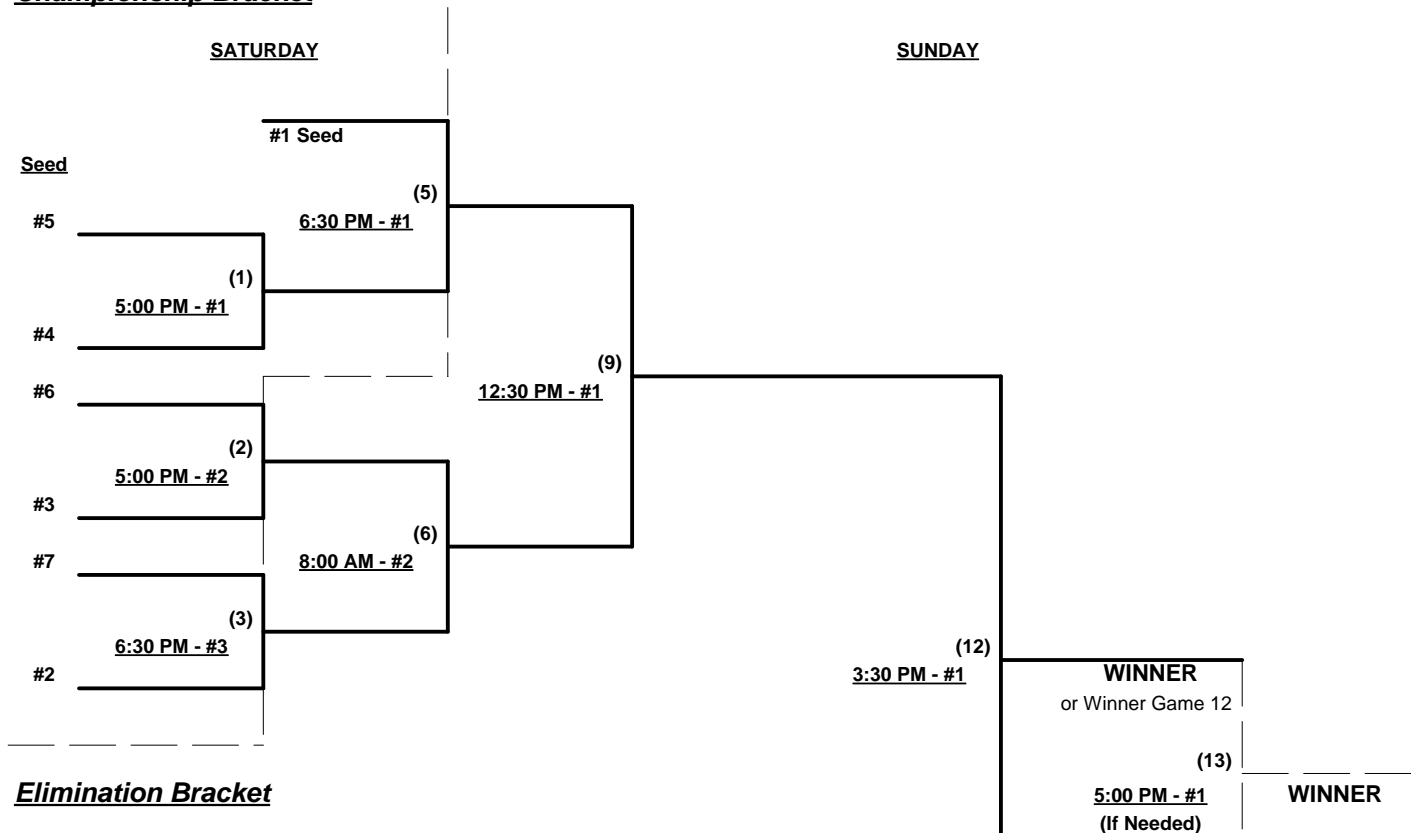 Championship Bracket
SATURDAY
SUNDAY
#1 Seed
Seed
(5)
6:30 PM - #1
#5
(1)
5:00 PM - #1
#4
(9)
12:30 PM - #1
#6
(2)
5:00 PM - #2
#3
(6)
8:00 AM - #2
#7
(3)
6:30 PM - #3
#2
(12)
3:30 PM - #1
WINNER
or Winner Game 12
(13)
5:00 PM - #1
(If Needed)
WINNER
Elimination Bracket